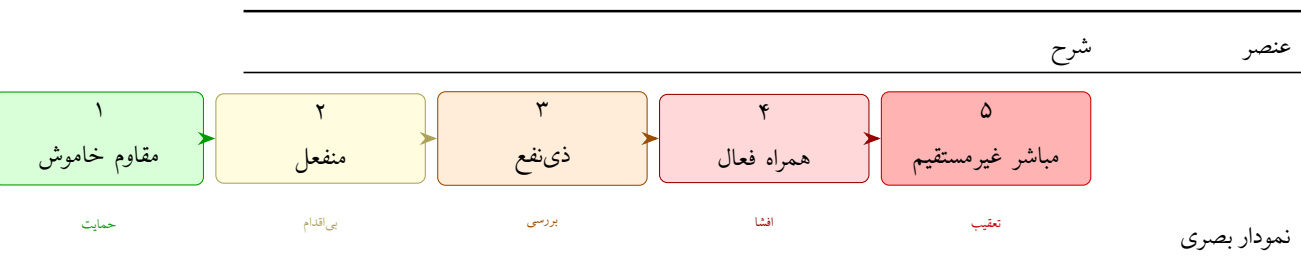 عنصر شرح
۵ ۴ ۳ ۲ ۱
مباشر غیرمستقیم همراه فعال ذی‌نفع منفعل مقاوم خاموش
تعقیب افشا بررسی بی‌اقدام حمایت
نمودار بصری